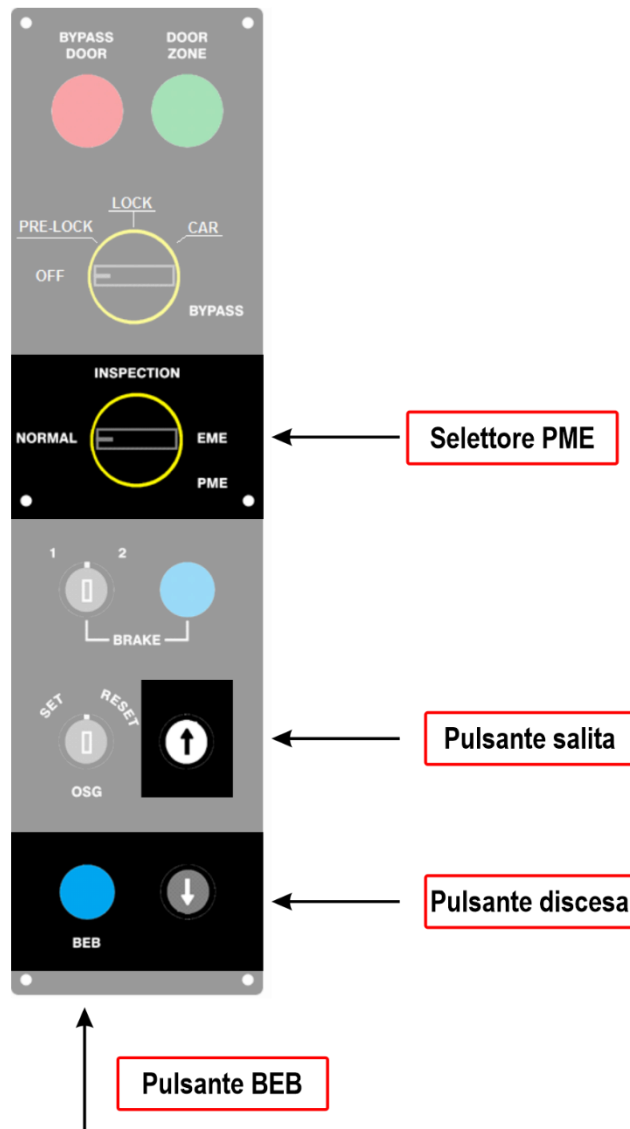 BYPASS DOOR
DOOR ZONE
LOCK
PRE-LOCK
CAR
OFF
BYPASS
INSPECTION
NORMAL
EME
PME
Selettore PME
1
2
BRAKE
SET
RESET
OSG
Pulsante salita
Pulsante discesa
BEB
Pulsante BEB